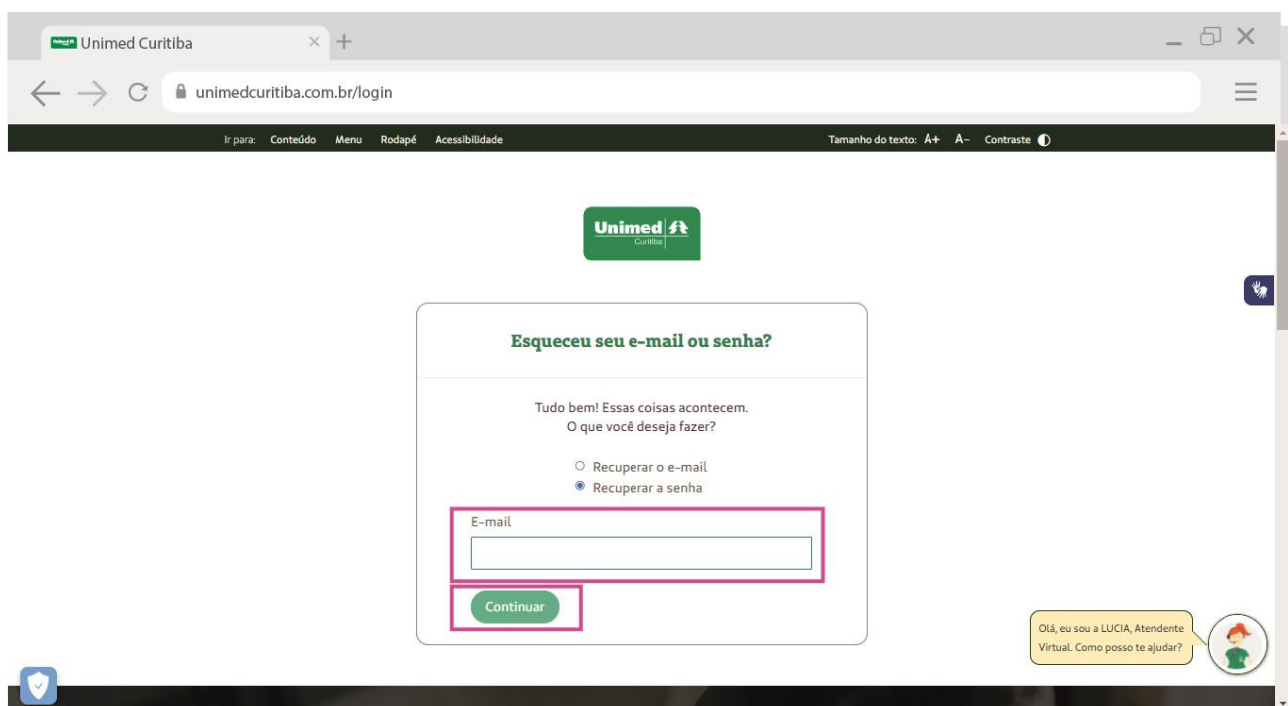 Unimed Curitiba
unimedcuritiba.com.br/login
Ir para: Conteúdo Menu Rodapé Acessibilidade Tamanho do texto: A+ A- Contraste
Unimed
Curitiba
Esqueceu seu e-mail ou senha?
Tudo bem! Essas coisas acontecem.
O que você deseja fazer?
Recuperar o e-mail
Recuperar a senha
E-mail
Continuar
Olá, eu sou a LUCIA, Atendente
Virtual. Como posso te ajudar?